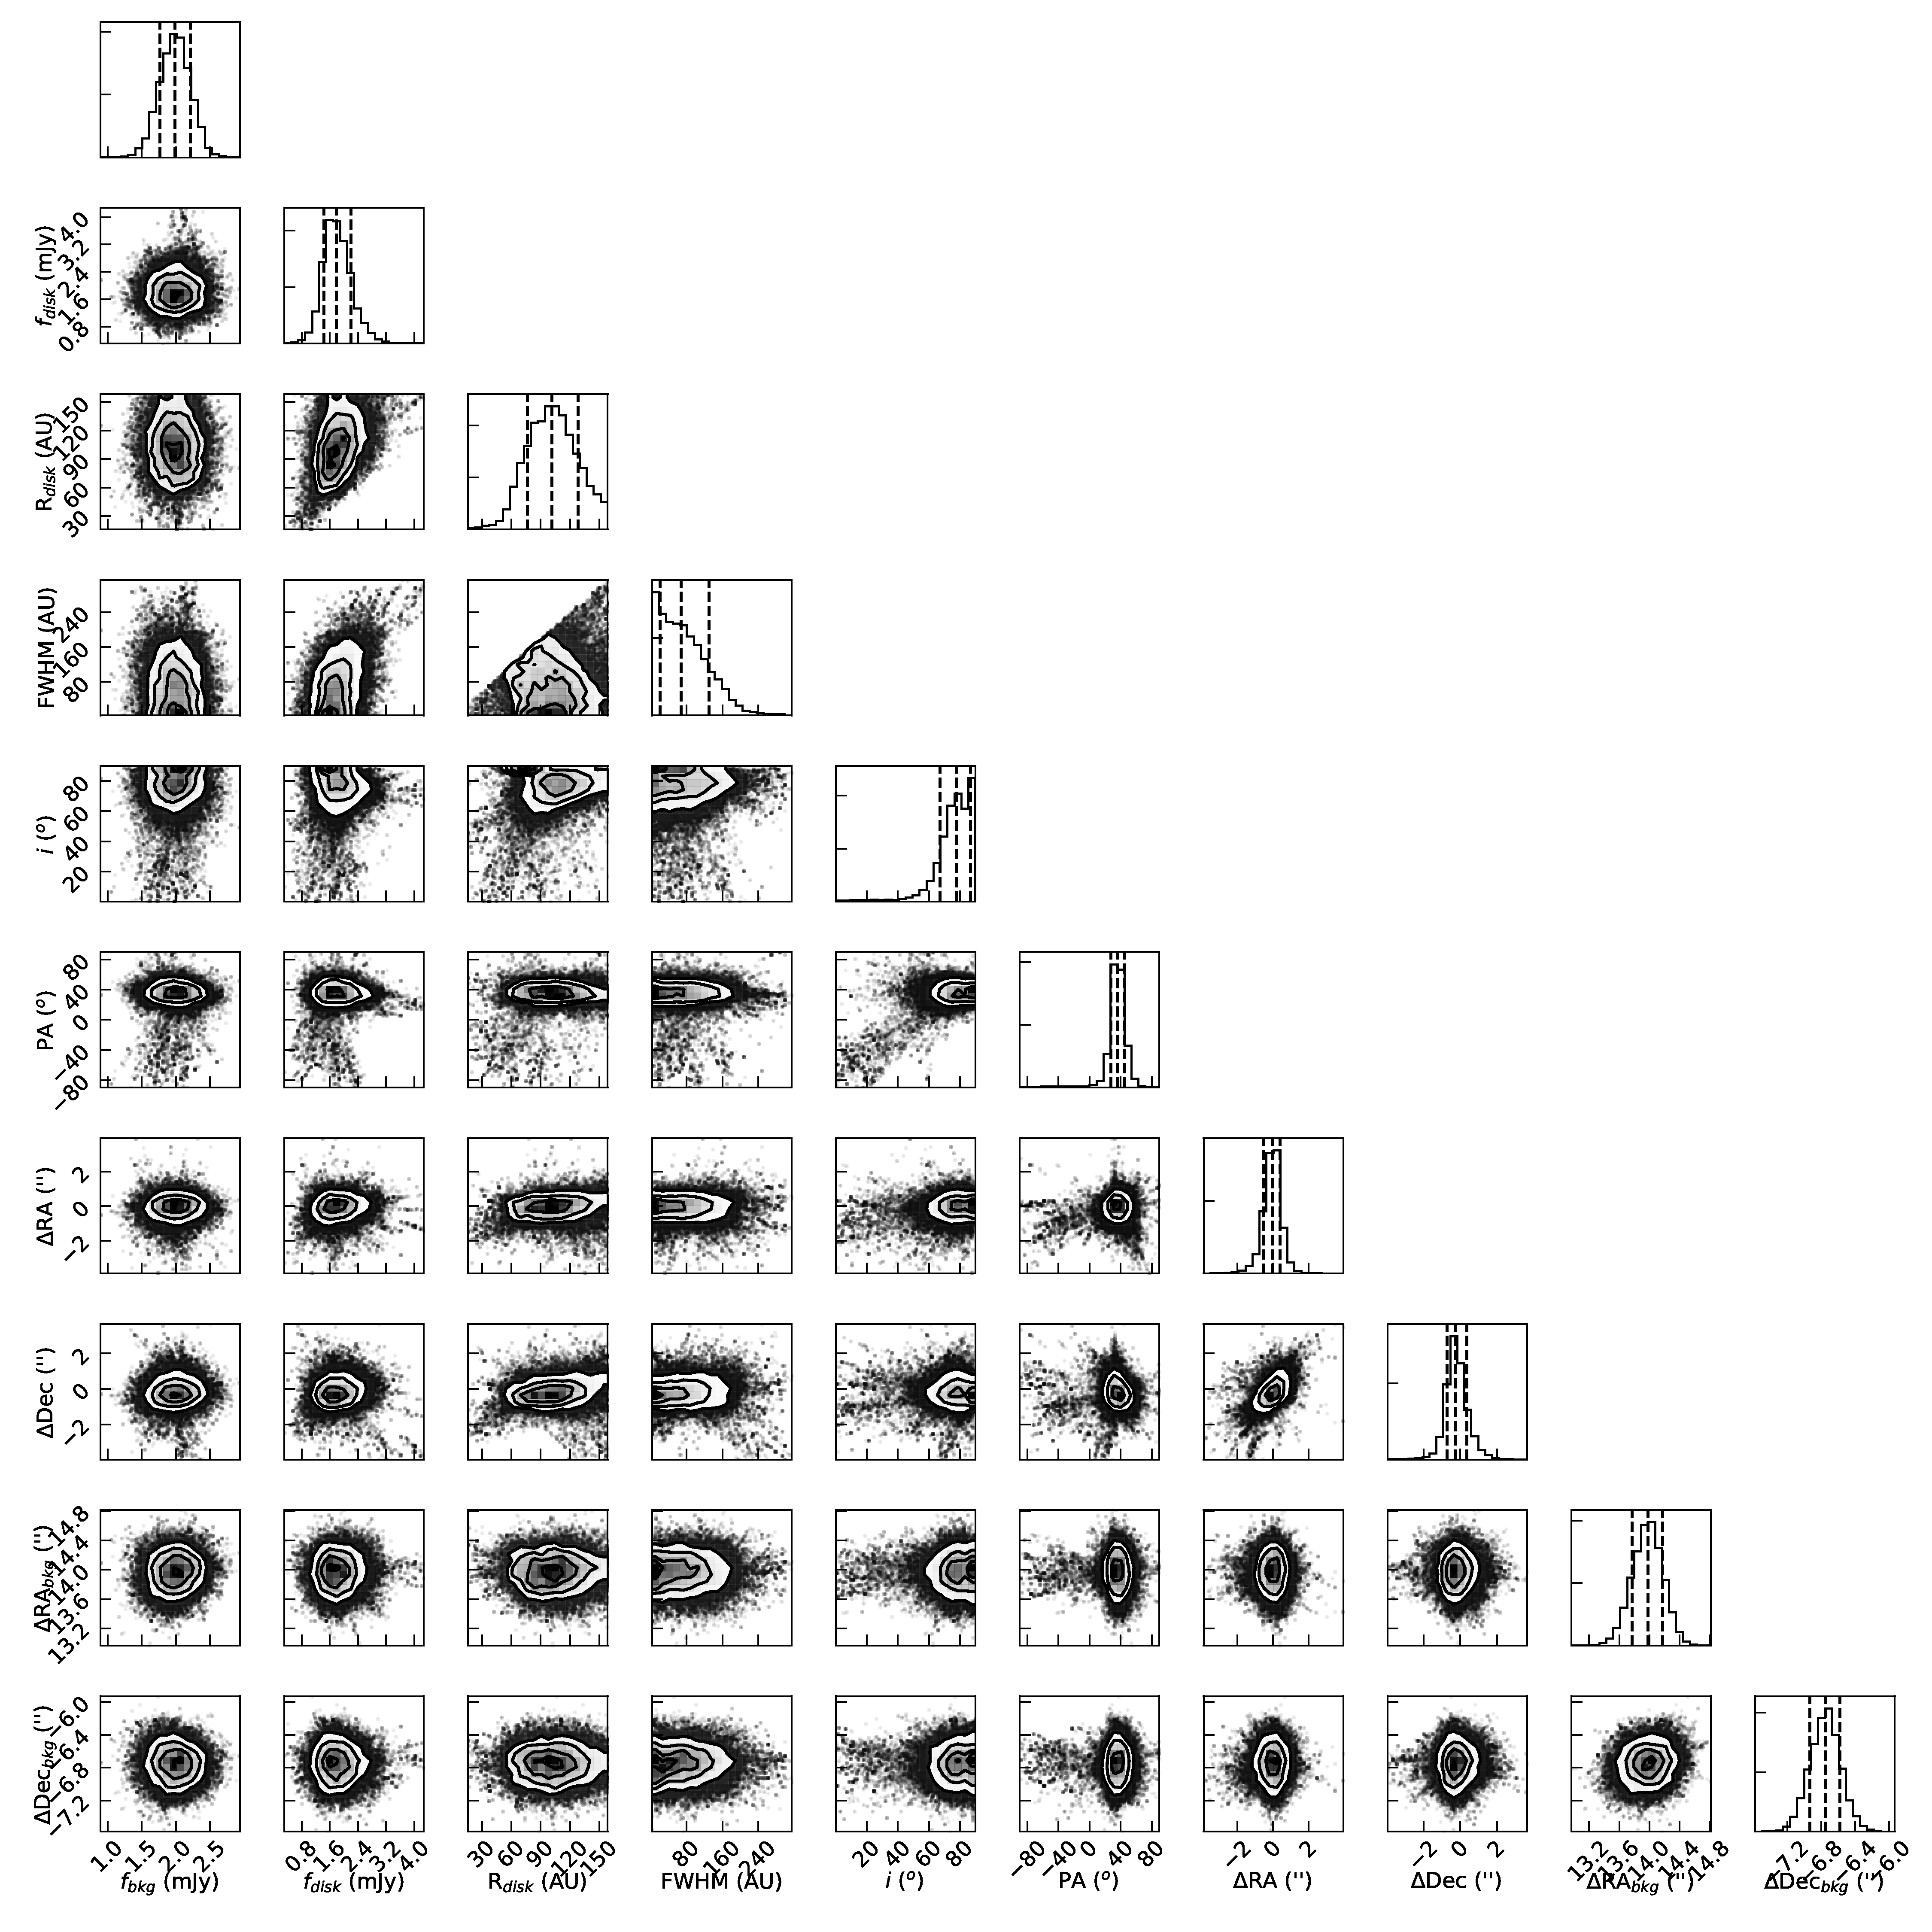 f_disk (mJy)
0.8 1.6 2.4 3.2 4.0
R_disk (AU)
30 60 90 120 150
FWHM (AU)
80 160 240
i (°)
20 40 60 80
PA (°)
−80 −40 0 40 80
ΔRA ('')
−2 0 2
ΔDec ('')
−2 0 2
ΔRA_bkg ('')
13.2 13.6 14.0 14.4 14.8
ΔDec_bkg ('')
−7.2 −6.8 −6.4 −6.0
1.0 1.5 2.0 2.5
f_bkg (mJy)
0.8 1.6 2.4 3.2 4.0
f_disk (mJy)
30 60 90 120 150
R_disk (AU)
80 160 240
FWHM (AU)
20 40 60 80
i (°)
−80 −40 0 40 80
PA (°)
−2 0 2
ΔRA ('')
−2 0 2
ΔDec ('')
13.2 13.6 14.0 14.4 14.8
ΔRA_bkg ('')
−7.2 −6.8 −6.4 −6.0
ΔDec_bkg ('')